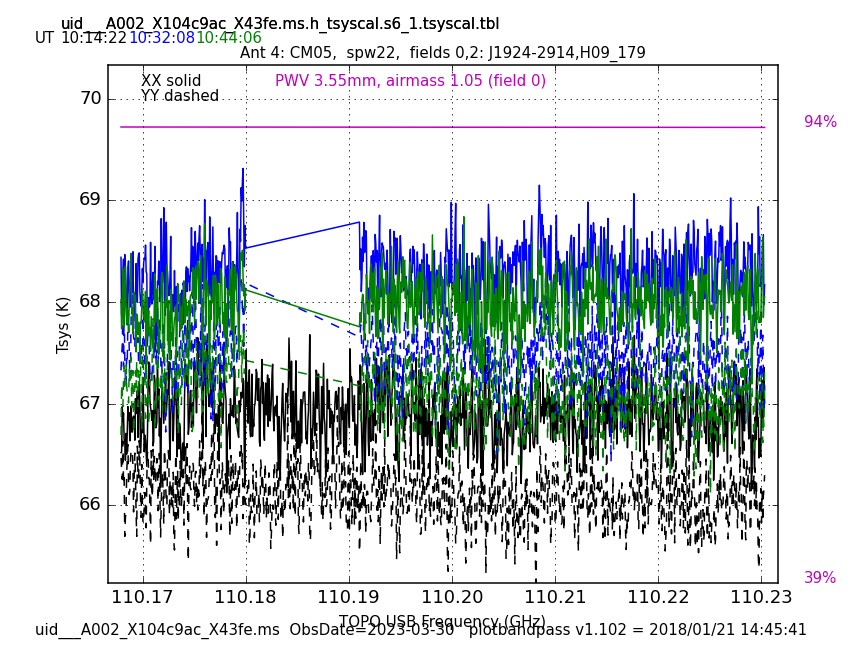 uid___A002_X104c9ac_X43fe.ms.h_tsyscal.s6_1.tsyscal.tbl
UT 10:14:22 10:32:08 10:44:06
Ant 4: CM05, spw22, fields 0,2: J1924-2914,H09_179
XX solid
YY dashed
PWV 3.55mm, airmass 1.05 (field 0)
94%
39%
70
69
68
67
66
Tsys (K)
110.17 110.18 110.19 110.20 110.21 110.22 110.23
TOPO USB Frequency (GHz)
uid___A002_X104c9ac_X43fe.ms ObsDate=2023-03-30 plotbandpass v1.102 = 2018/01/21 14:45:41